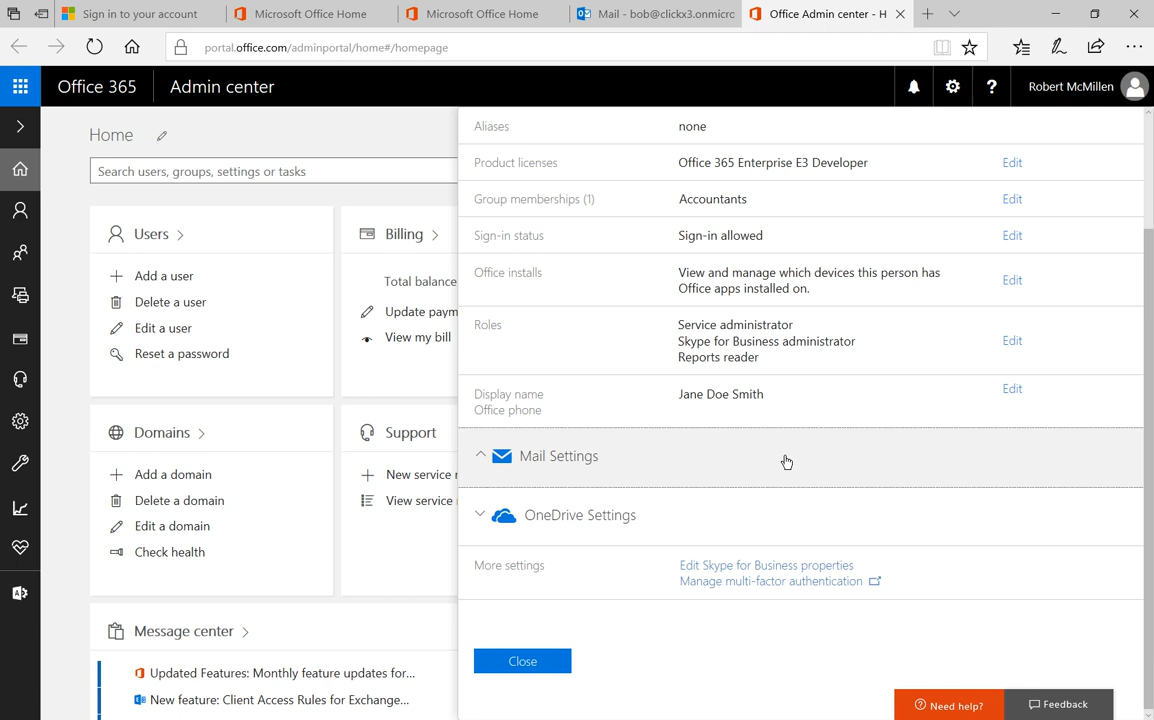 Sign in to your account
Microsoft Office Home
Microsoft Office Home
Mail - bob@clickx3.onmicro
Office Admin center - H
portal.office.com/adminportal/home#/homepage
Office 365
Admin center
Robert McMillen
Home
Search users, groups, settings or tasks
Users
Add a user
Delete a user
Edit a user
Reset a password
Billing
Total balance
Update paym
View my bill
Domains
Add a domain
Delete a domain
Edit a domain
Check health
Support
New service
View service
Message center
Updated Features: Monthly feature updates for...
New feature: Client Access Rules for Exchange...
Aliases none
Product licenses Office 365 Enterprise E3 Developer Edit
Group memberships (1) Accountants Edit
Sign-in status Sign-in allowed Edit
Office installs View and manage which devices this person has
Office apps installed on. Edit
Roles Service administrator
Skype for Business administrator Edit
Reports reader
Display name Jane Doe Smith Edit
Office phone
Mail Settings
OneDrive Settings
More settings Edit Skype for Business properties
Manage multi-factor authentication
Close
Need help?
Feedback